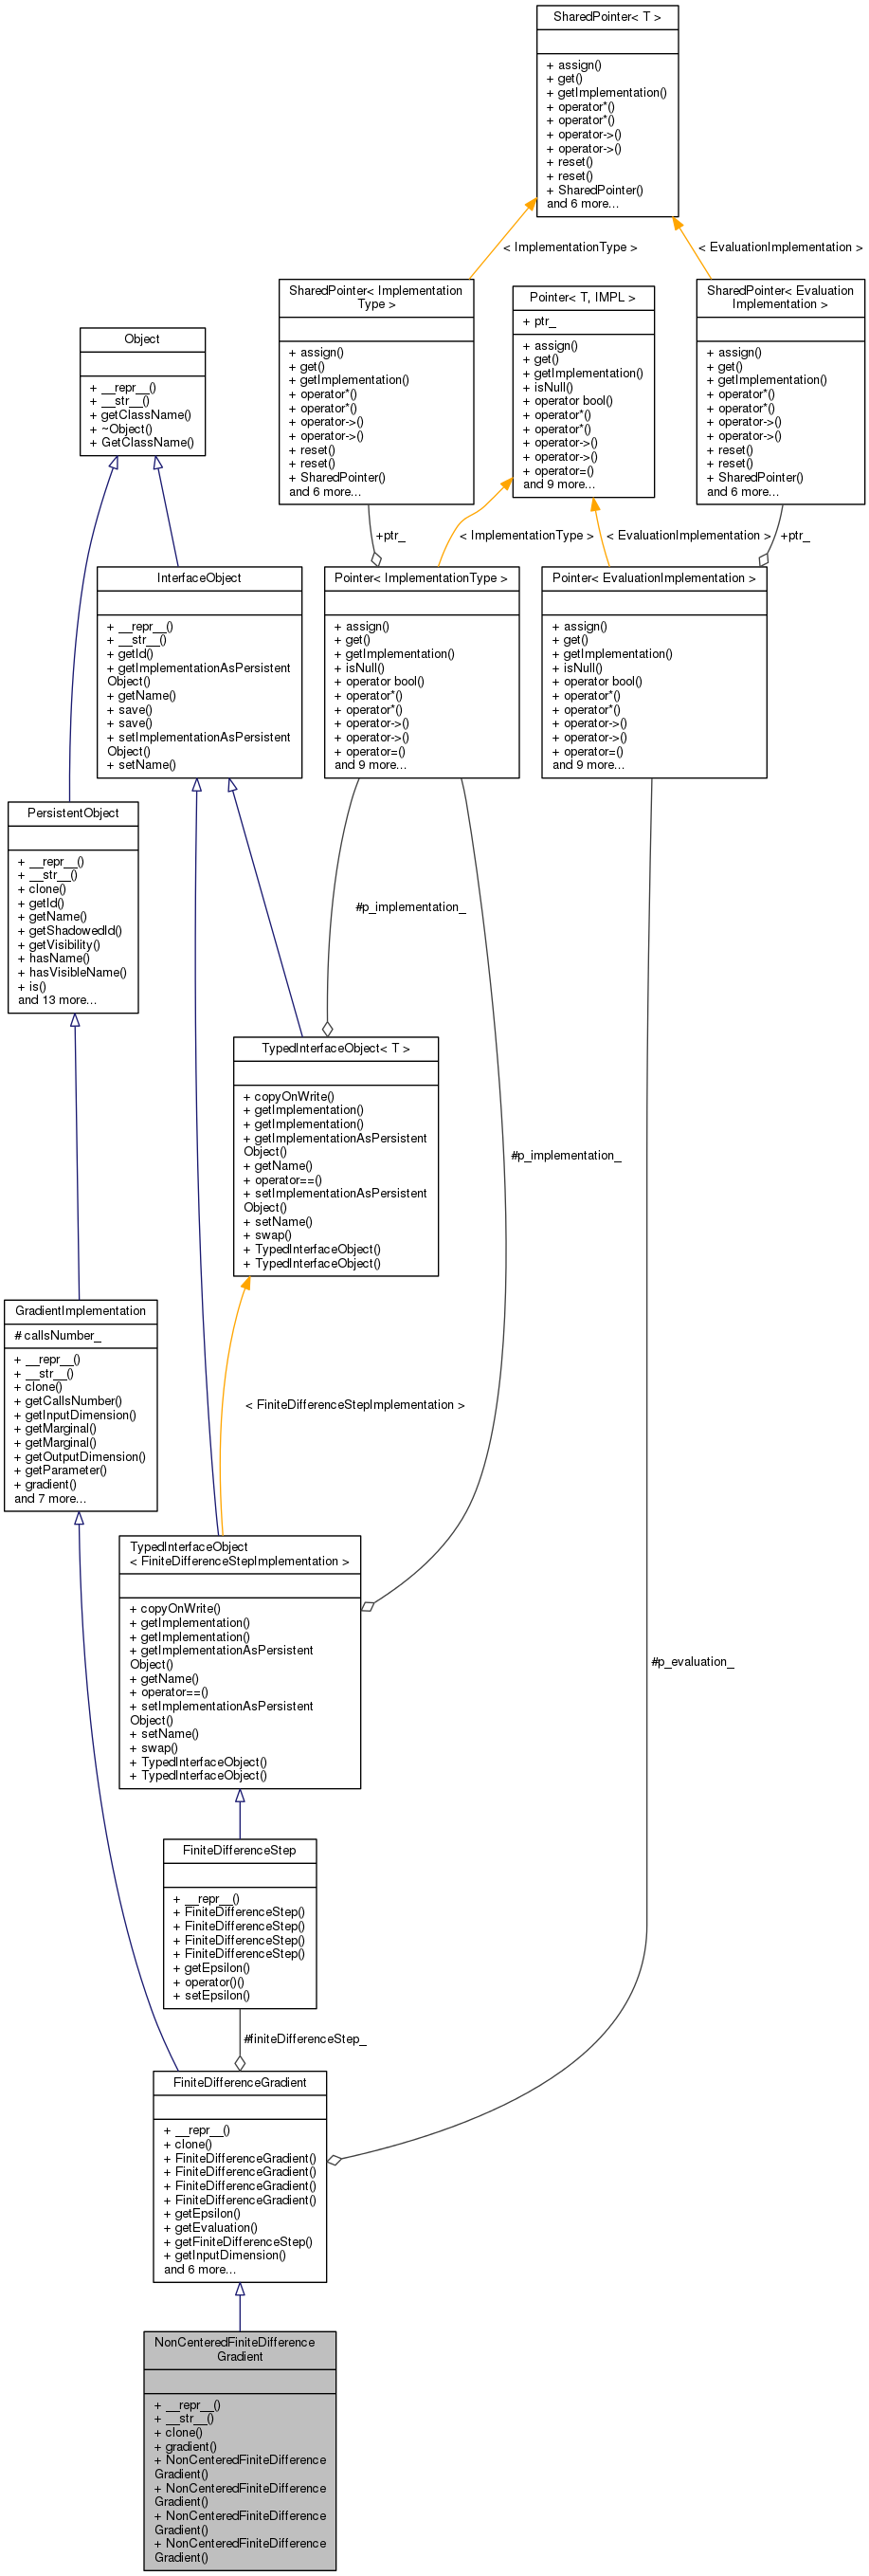 SharedPointer< T >
+ assign()
+ get()
+ getImplementation()
+ operator*()
+ operator*()
+ operator->()
+ operator->()
+ reset()
+ reset()
+ SharedPointer()
and 6 more...
< ImplementationType >
< EvaluationImplementation >
SharedPointer< Implementation
Type >
+ assign()
+ get()
+ getImplementation()
+ operator*()
+ operator*()
+ operator->()
+ operator->()
+ reset()
+ reset()
+ SharedPointer()
and 6 more...
Pointer< T, IMPL >
+ ptr_
+ assign()
+ get()
+ getImplementation()
+ isNull()
+ operator bool()
+ operator*()
+ operator*()
+ operator->()
+ operator->()
+ operator=()
and 9 more...
SharedPointer< Evaluation
Implementation >
+ assign()
+ get()
+ getImplementation()
+ operator*()
+ operator*()
+ operator->()
+ operator->()
+ reset()
+ reset()
+ SharedPointer()
and 6 more...
Object
+ __repr__()
+ __str__()
+ getClassName()
+ ~Object()
+ GetClassName()
+ptr_
< ImplementationType >
< EvaluationImplementation >
+ptr_
InterfaceObject
+ __repr__()
+ __str__()
+ getId()
+ getImplementationAsPersistent
Object()
+ getName()
+ save()
+ save()
+ setImplementationAsPersistent
Object()
+ setName()
Pointer< ImplementationType >
+ assign()
+ get()
+ getImplementation()
+ isNull()
+ operator bool()
+ operator*()
+ operator*()
+ operator->()
+ operator->()
+ operator=()
and 9 more...
Pointer< EvaluationImplementation >
+ assign()
+ get()
+ getImplementation()
+ isNull()
+ operator bool()
+ operator*()
+ operator*()
+ operator->()
+ operator->()
+ operator=()
and 9 more...
PersistentObject
+ __repr__()
+ __str__()
+ clone()
+ getId()
+ getName()
+ getShadowedId()
+ getVisibility()
+ hasName()
+ hasVisibleName()
+ is()
and 13 more...
#p_implementation_
TypedInterfaceObject< T >
+ copyOnWrite()
+ getImplementation()
+ getImplementation()
+ getImplementationAsPersistent
Object()
+ getName()
+ operator==()
+ setImplementationAsPersistent
Object()
+ setName()
+ swap()
+ TypedInterfaceObject()
+ TypedInterfaceObject()
#p_implementation_
GradientImplementation
# callsNumber_
+ __repr__()
+ __str__()
+ clone()
+ getCallsNumber()
+ getInputDimension()
+ getMarginal()
+ getMarginal()
+ getOutputDimension()
+ getParameter()
+ gradient()
and 7 more...
< FiniteDifferenceStepImplementation >
TypedInterfaceObject
< FiniteDifferenceStepImplementation >
+ copyOnWrite()
+ getImplementation()
+ getImplementation()
+ getImplementationAsPersistent
Object()
+ getName()
+ operator==()
+ setImplementationAsPersistent
Object()
+ setName()
+ swap()
+ TypedInterfaceObject()
+ TypedInterfaceObject()
#p_evaluation_
FiniteDifferenceStep
+ __repr__()
+ FiniteDifferenceStep()
+ FiniteDifferenceStep()
+ FiniteDifferenceStep()
+ FiniteDifferenceStep()
+ getEpsilon()
+ operator()()
+ setEpsilon()
#finiteDifferenceStep_
FiniteDifferenceGradient
+ __repr__()
+ clone()
+ FiniteDifferenceGradient()
+ FiniteDifferenceGradient()
+ FiniteDifferenceGradient()
+ FiniteDifferenceGradient()
+ getEpsilon()
+ getEvaluation()
+ getFiniteDifferenceStep()
+ getInputDimension()
and 6 more...
NonCenteredFiniteDifference
Gradient
+ __repr__()
+ __str__()
+ clone()
+ gradient()
+ NonCenteredFiniteDifference
Gradient()
+ NonCenteredFiniteDifference
Gradient()
+ NonCenteredFiniteDifference
Gradient()
+ NonCenteredFiniteDifference
Gradient()